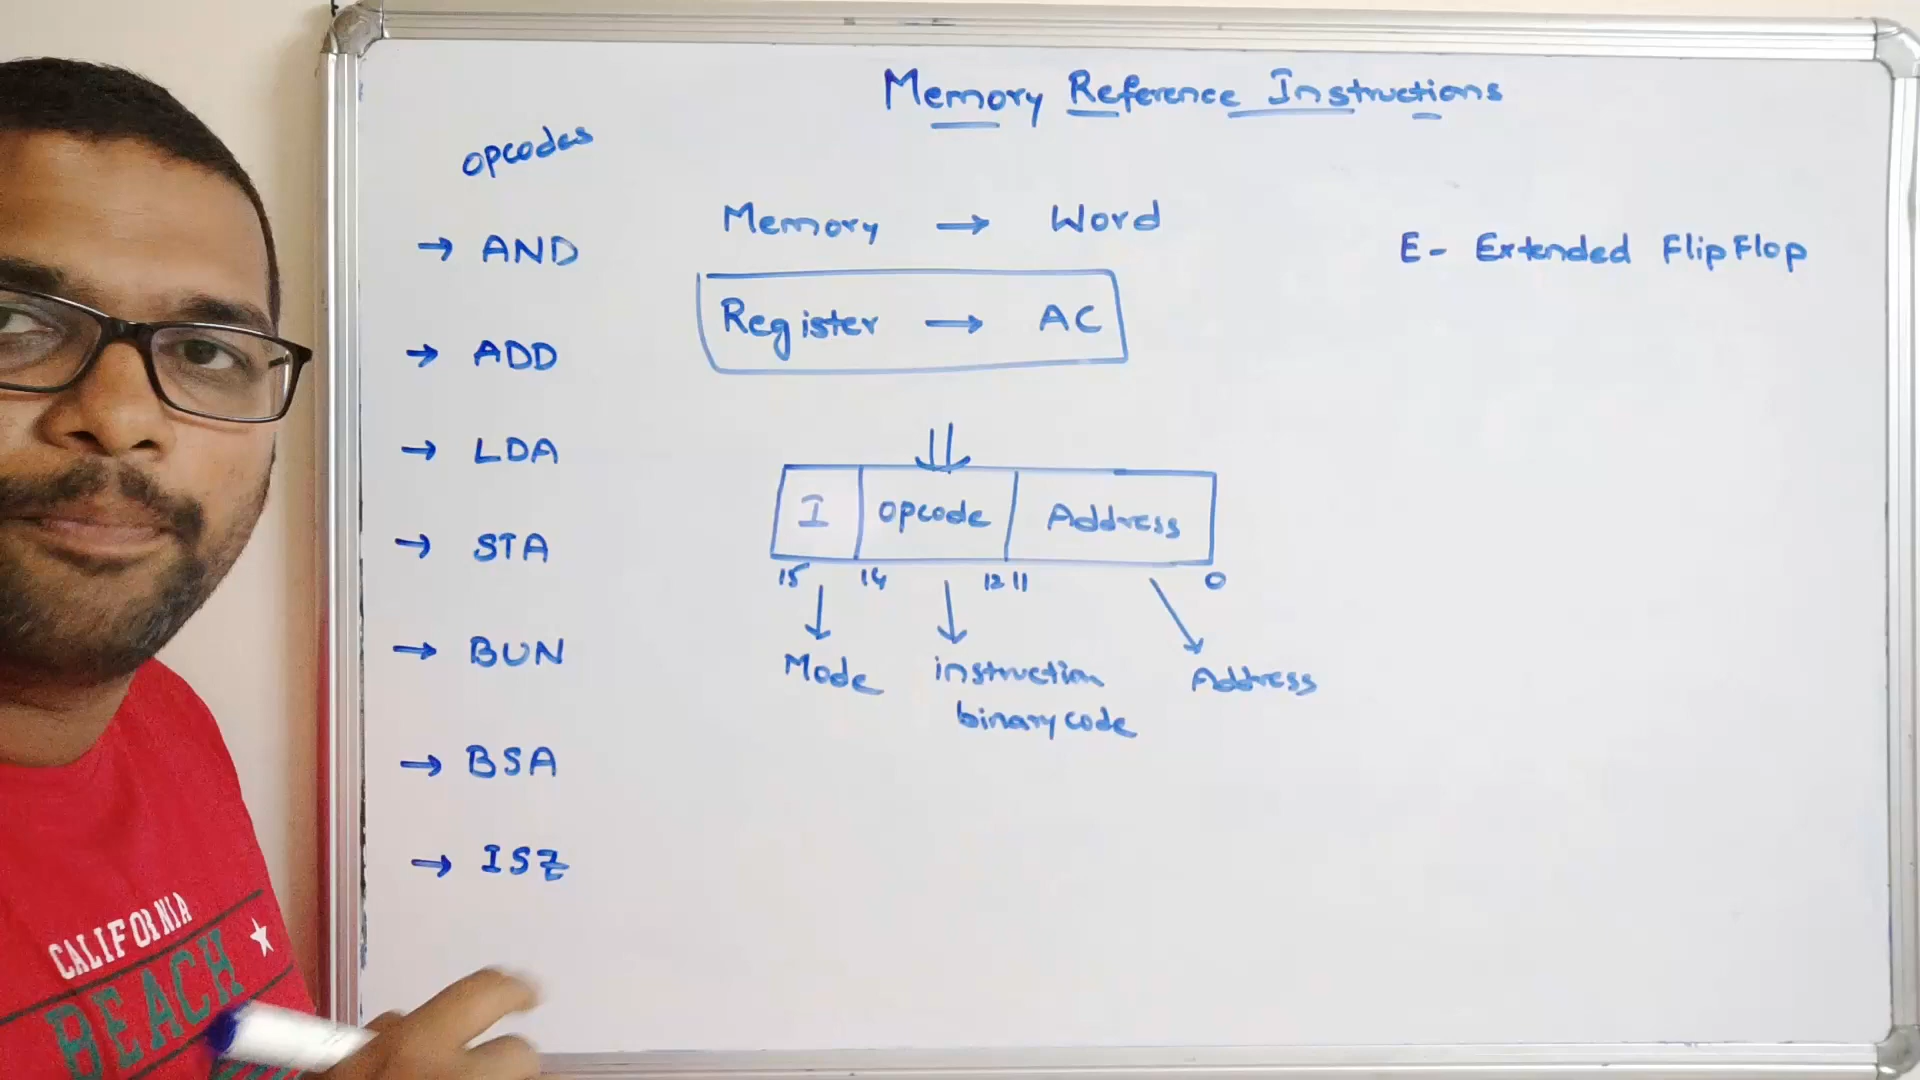 Memory Reference Instructions
opcodes
→ AND
→ ADD
→ LDA
→ STA
→ BUN
→ BSA
→ ISZ
Memory → Word
Register → AC
E- Extended FlipFlop
I opcode Address
15 14 12 11 0
Mode
instruction
binary code
Address
CALIFORNIA
BEACH